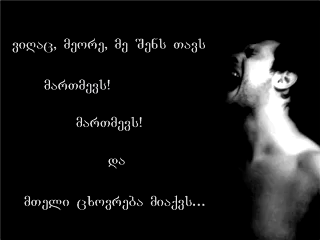 ვიღაც, მეორე, მე შენს თავს
მართმევს!
მართმევს!
და
მთელი ცხოვრება მიაქვს...